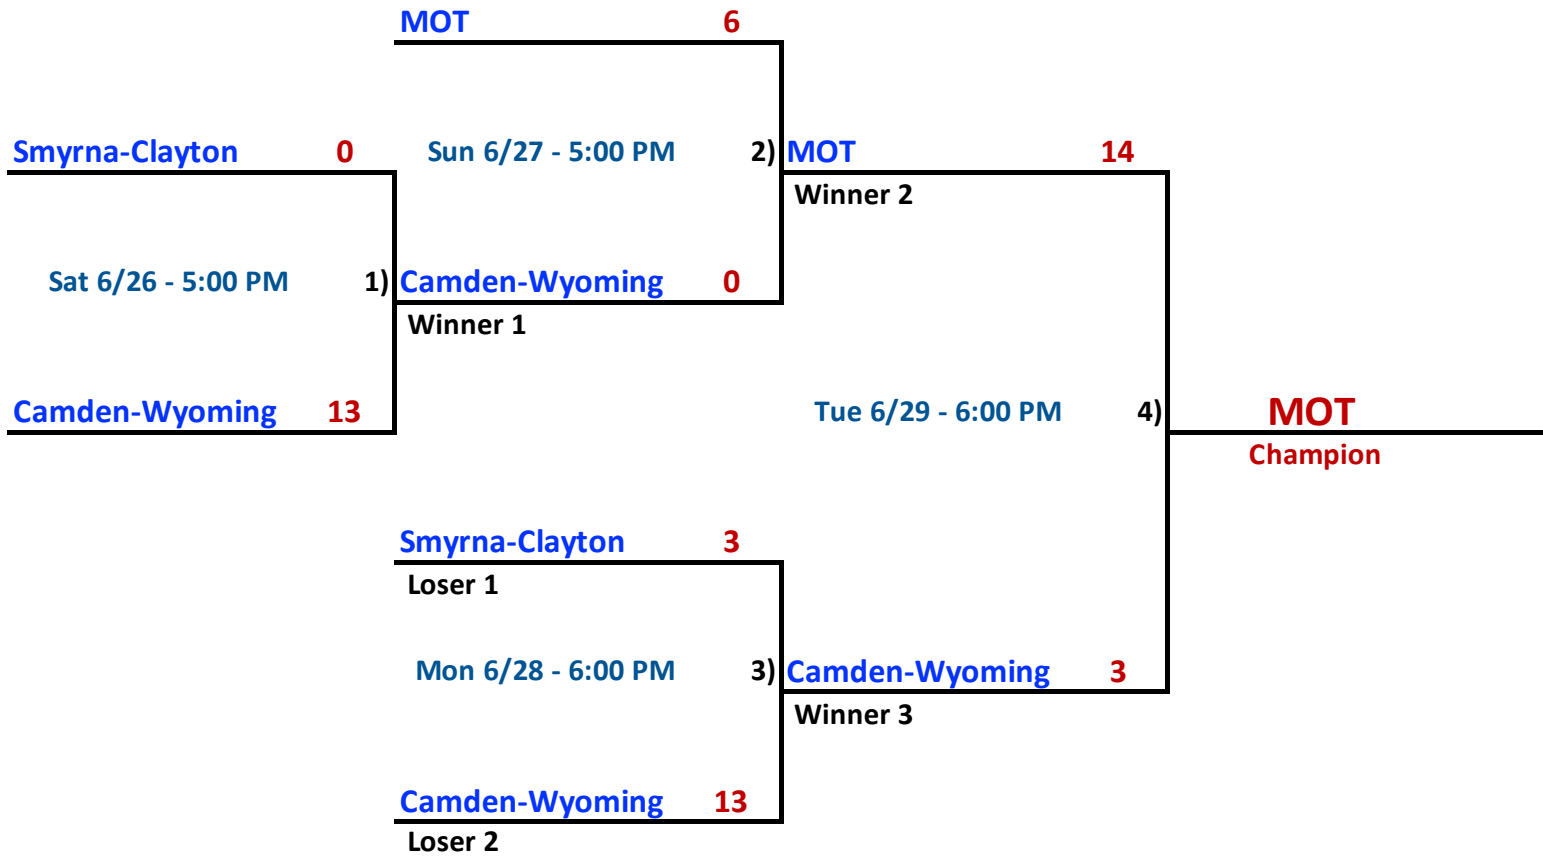 MOT 6
Smyrna-Clayton 0 Sun 6/27 - 5:00 PM 2) MOT 14
Winner 2
Sat 6/26 - 5:00 PM 1) Camden-Wyoming 0
Winner 1
Camden-Wyoming 13 Tue 6/29 - 6:00 PM 4) MOT
Champion
Smyrna-Clayton 3
Loser 1
Mon 6/28 - 6:00 PM 3) Camden-Wyoming 3
Winner 3
Camden-Wyoming 13
Loser 2